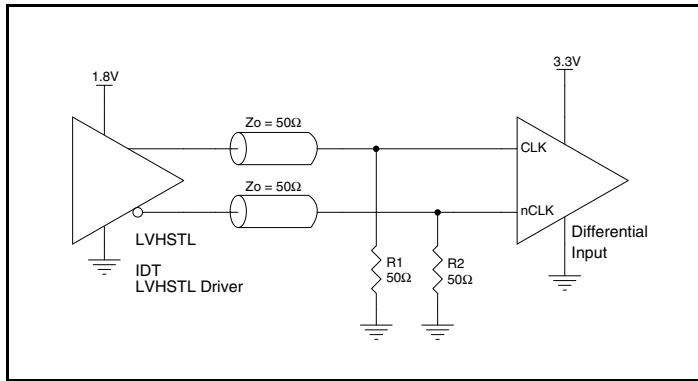 1.8V
3.3V
Zo = 50Ω
CLK
Zo = 50Ω
nCLK
LVHSTL
IDT
LVHSTL Driver
R1
50Ω
R2
50Ω
Differential
Input